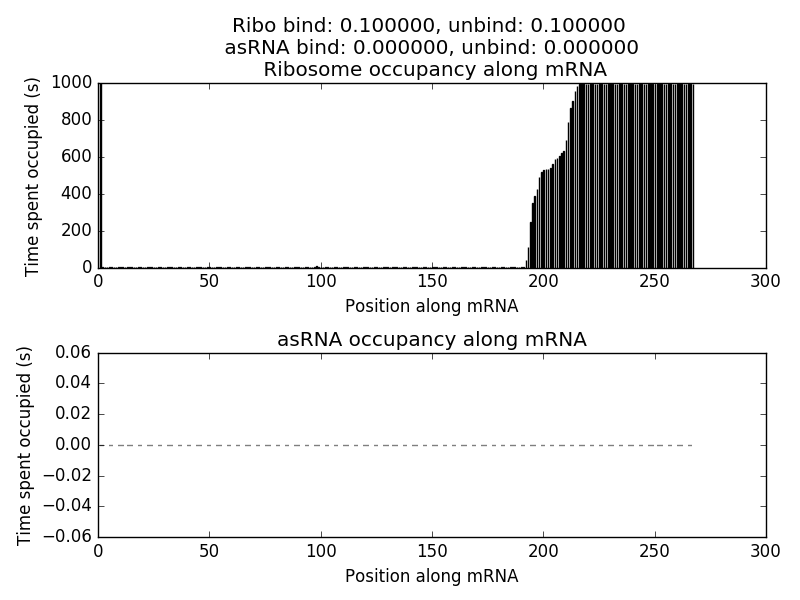 Ribo bind: 0.100000, unbind: 0.100000
asRNA bind: 0.000000, unbind: 0.000000
Ribosome occupancy along mRNA
Time spent occupied (s)
1000
800
600
400
200
0
0 50 100 150 200 250 300
Position along mRNA
asRNA occupancy along mRNA
Time spent occupied (s)
0.06
0.04
0.02
0.00
−0.02
−0.04
−0.06
0 50 100 150 200 250 300
Position along mRNA